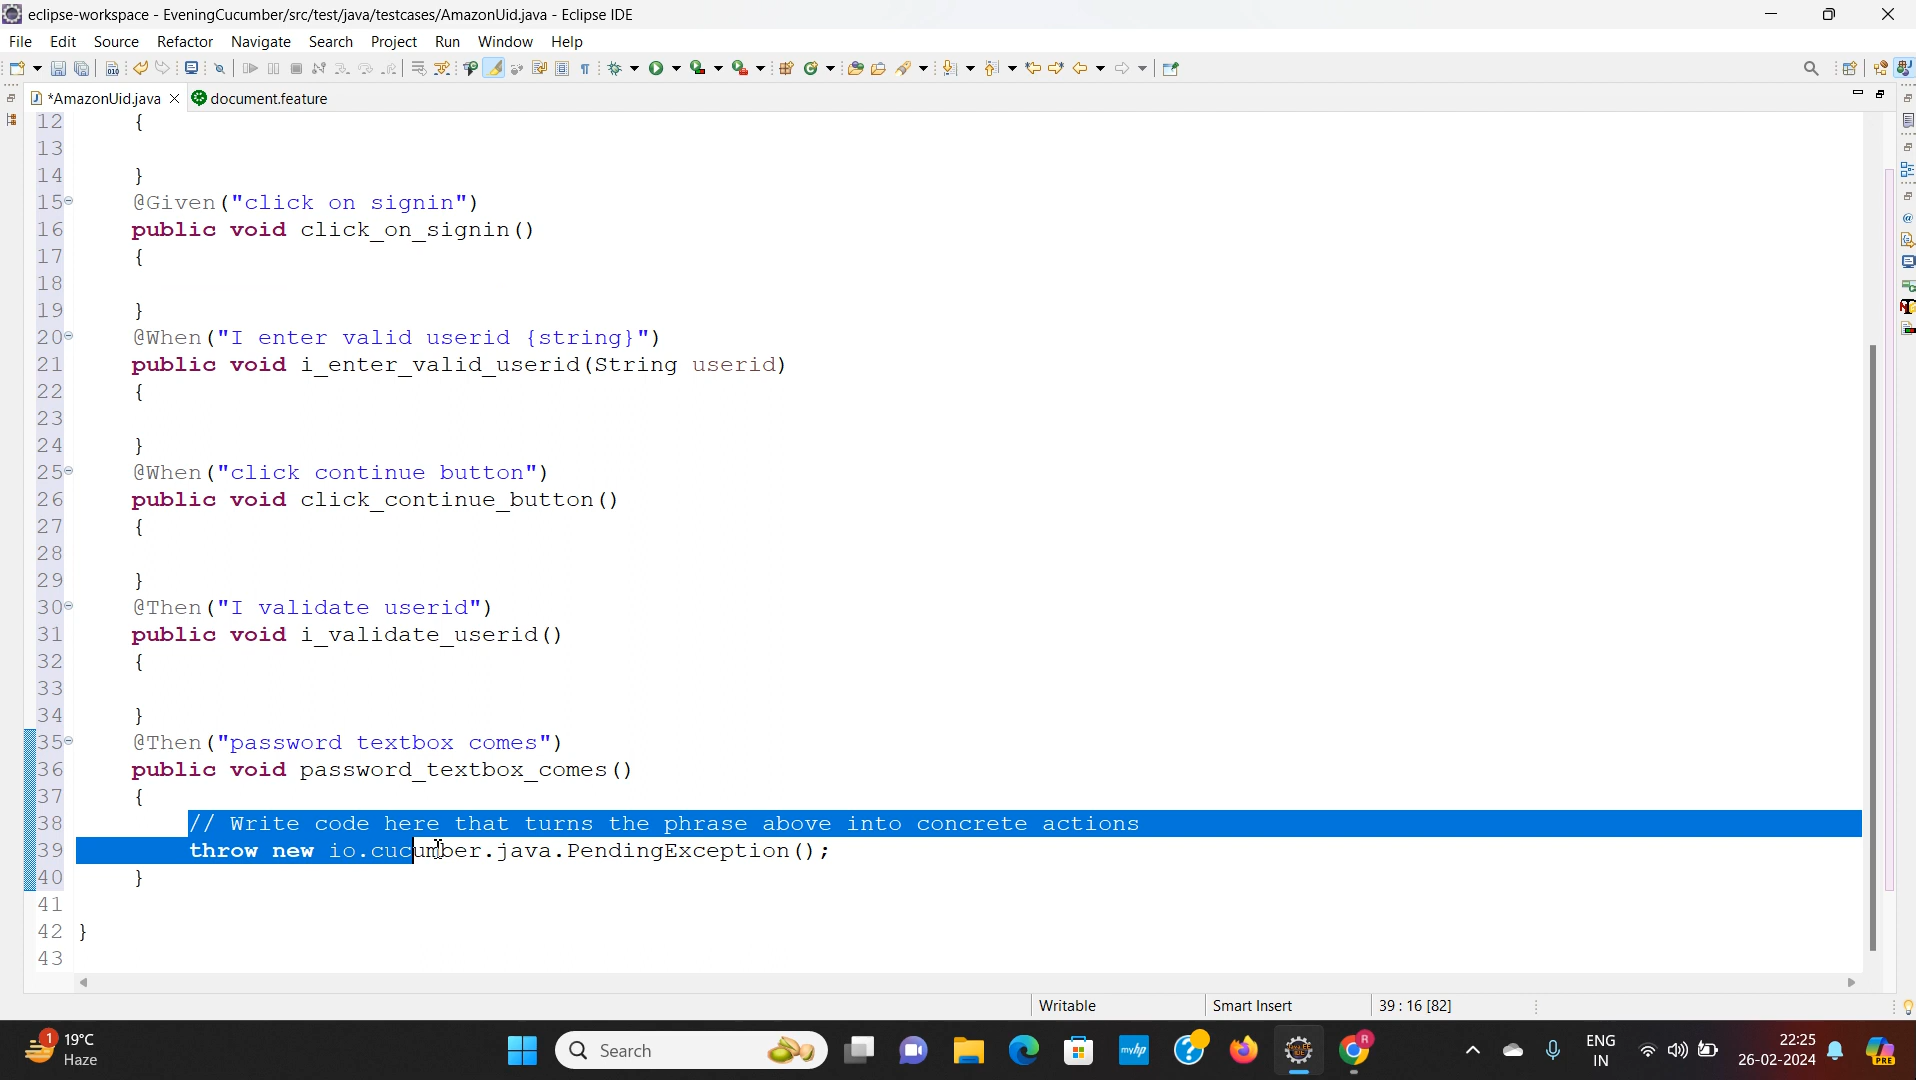 eclipse-workspace - EveningCucumber/src/test/java/testcases/AmazonUid.java - Eclipse IDE
File Edit Source Refactor Navigate Search Project Run Window Help
*AmazonUid.java document.feature
12 {
13
14 }
15 @Given("click on signin")
16 public void click_on_signin()
17 {
18
19 }
20 @When("I enter valid userid {string}")
21 public void i_enter_valid_userid(String userid)
22 {
23
24 }
25 @When("click continue button")
26 public void click_continue_button()
27 {
28
29 }
30 @Then("I validate userid")
31 public void i_validate_userid()
32 {
33
34 }
35 @Then("password textbox comes")
36 public void password_textbox_comes()
37 {
38 // Write code here that turns the phrase above into concrete actions
39 throw new io.cucumber.java.PendingException();
40 }
41
42 }
43
Writable Smart Insert 39 : 16 [82]
1 19°C
Haze
Search
myhp
R
ENG
IN
22:25
26-02-2024
PRE